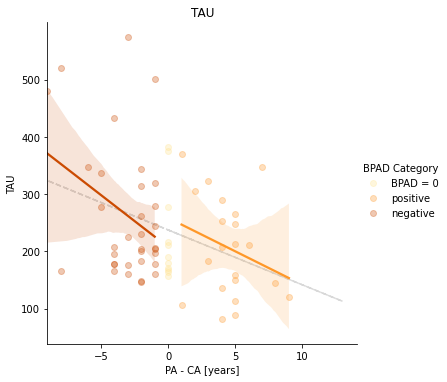 TAU
500
400
300
200
100
TAU
−5
0
5
10
PA - CA [years]
BPAD Category
BPAD = 0
positive
negative